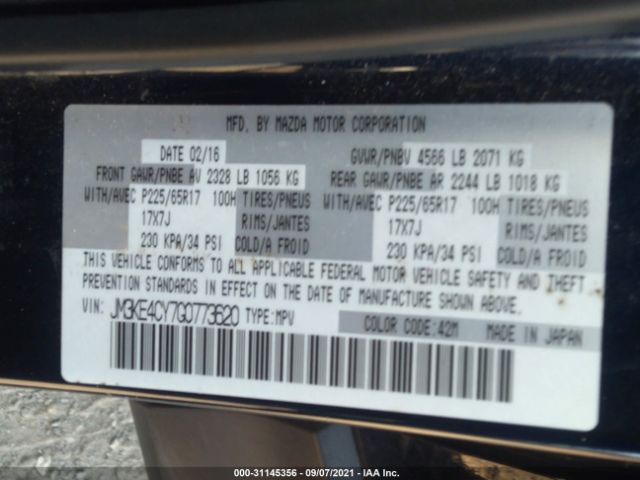 MFD. BY MAZDA MOTOR CORPORATION
DATE 02/16 GVWR/PNBV 4566 LB 2071 KG
FRONT GAWR/PNBE AV 2328 LB 1056 KG REAR GAWR/PNBE AR 2244 LB 1018 KG
WITH/AVEC P225/65R17 100H TIRES/PNEUS WITH/AVEC P225/65R17 100H TIRES/PNEUS
17X7J RIMS/JANTES 17X7J RIMS/JANTES
230 KPA/34 PSI COLD/A FROID 230 KPA/34 PSI COLD/A FROID
THIS VEHICLE CONFORMS TO ALL APPLICABLE FEDERAL MOTOR VEHICLE SAFETY AND THEFT
PREVENTION STANDARDS IN EFFECT ON THE DATE OF MANUFACTURE SHOWN ABOVE.
VIN: JM3KE4CY7G0773620 TYPE:MPV COLOR CODE:42M MADE IN JAPAN
000-31145356 - 09/07/2021 - IAA Inc.